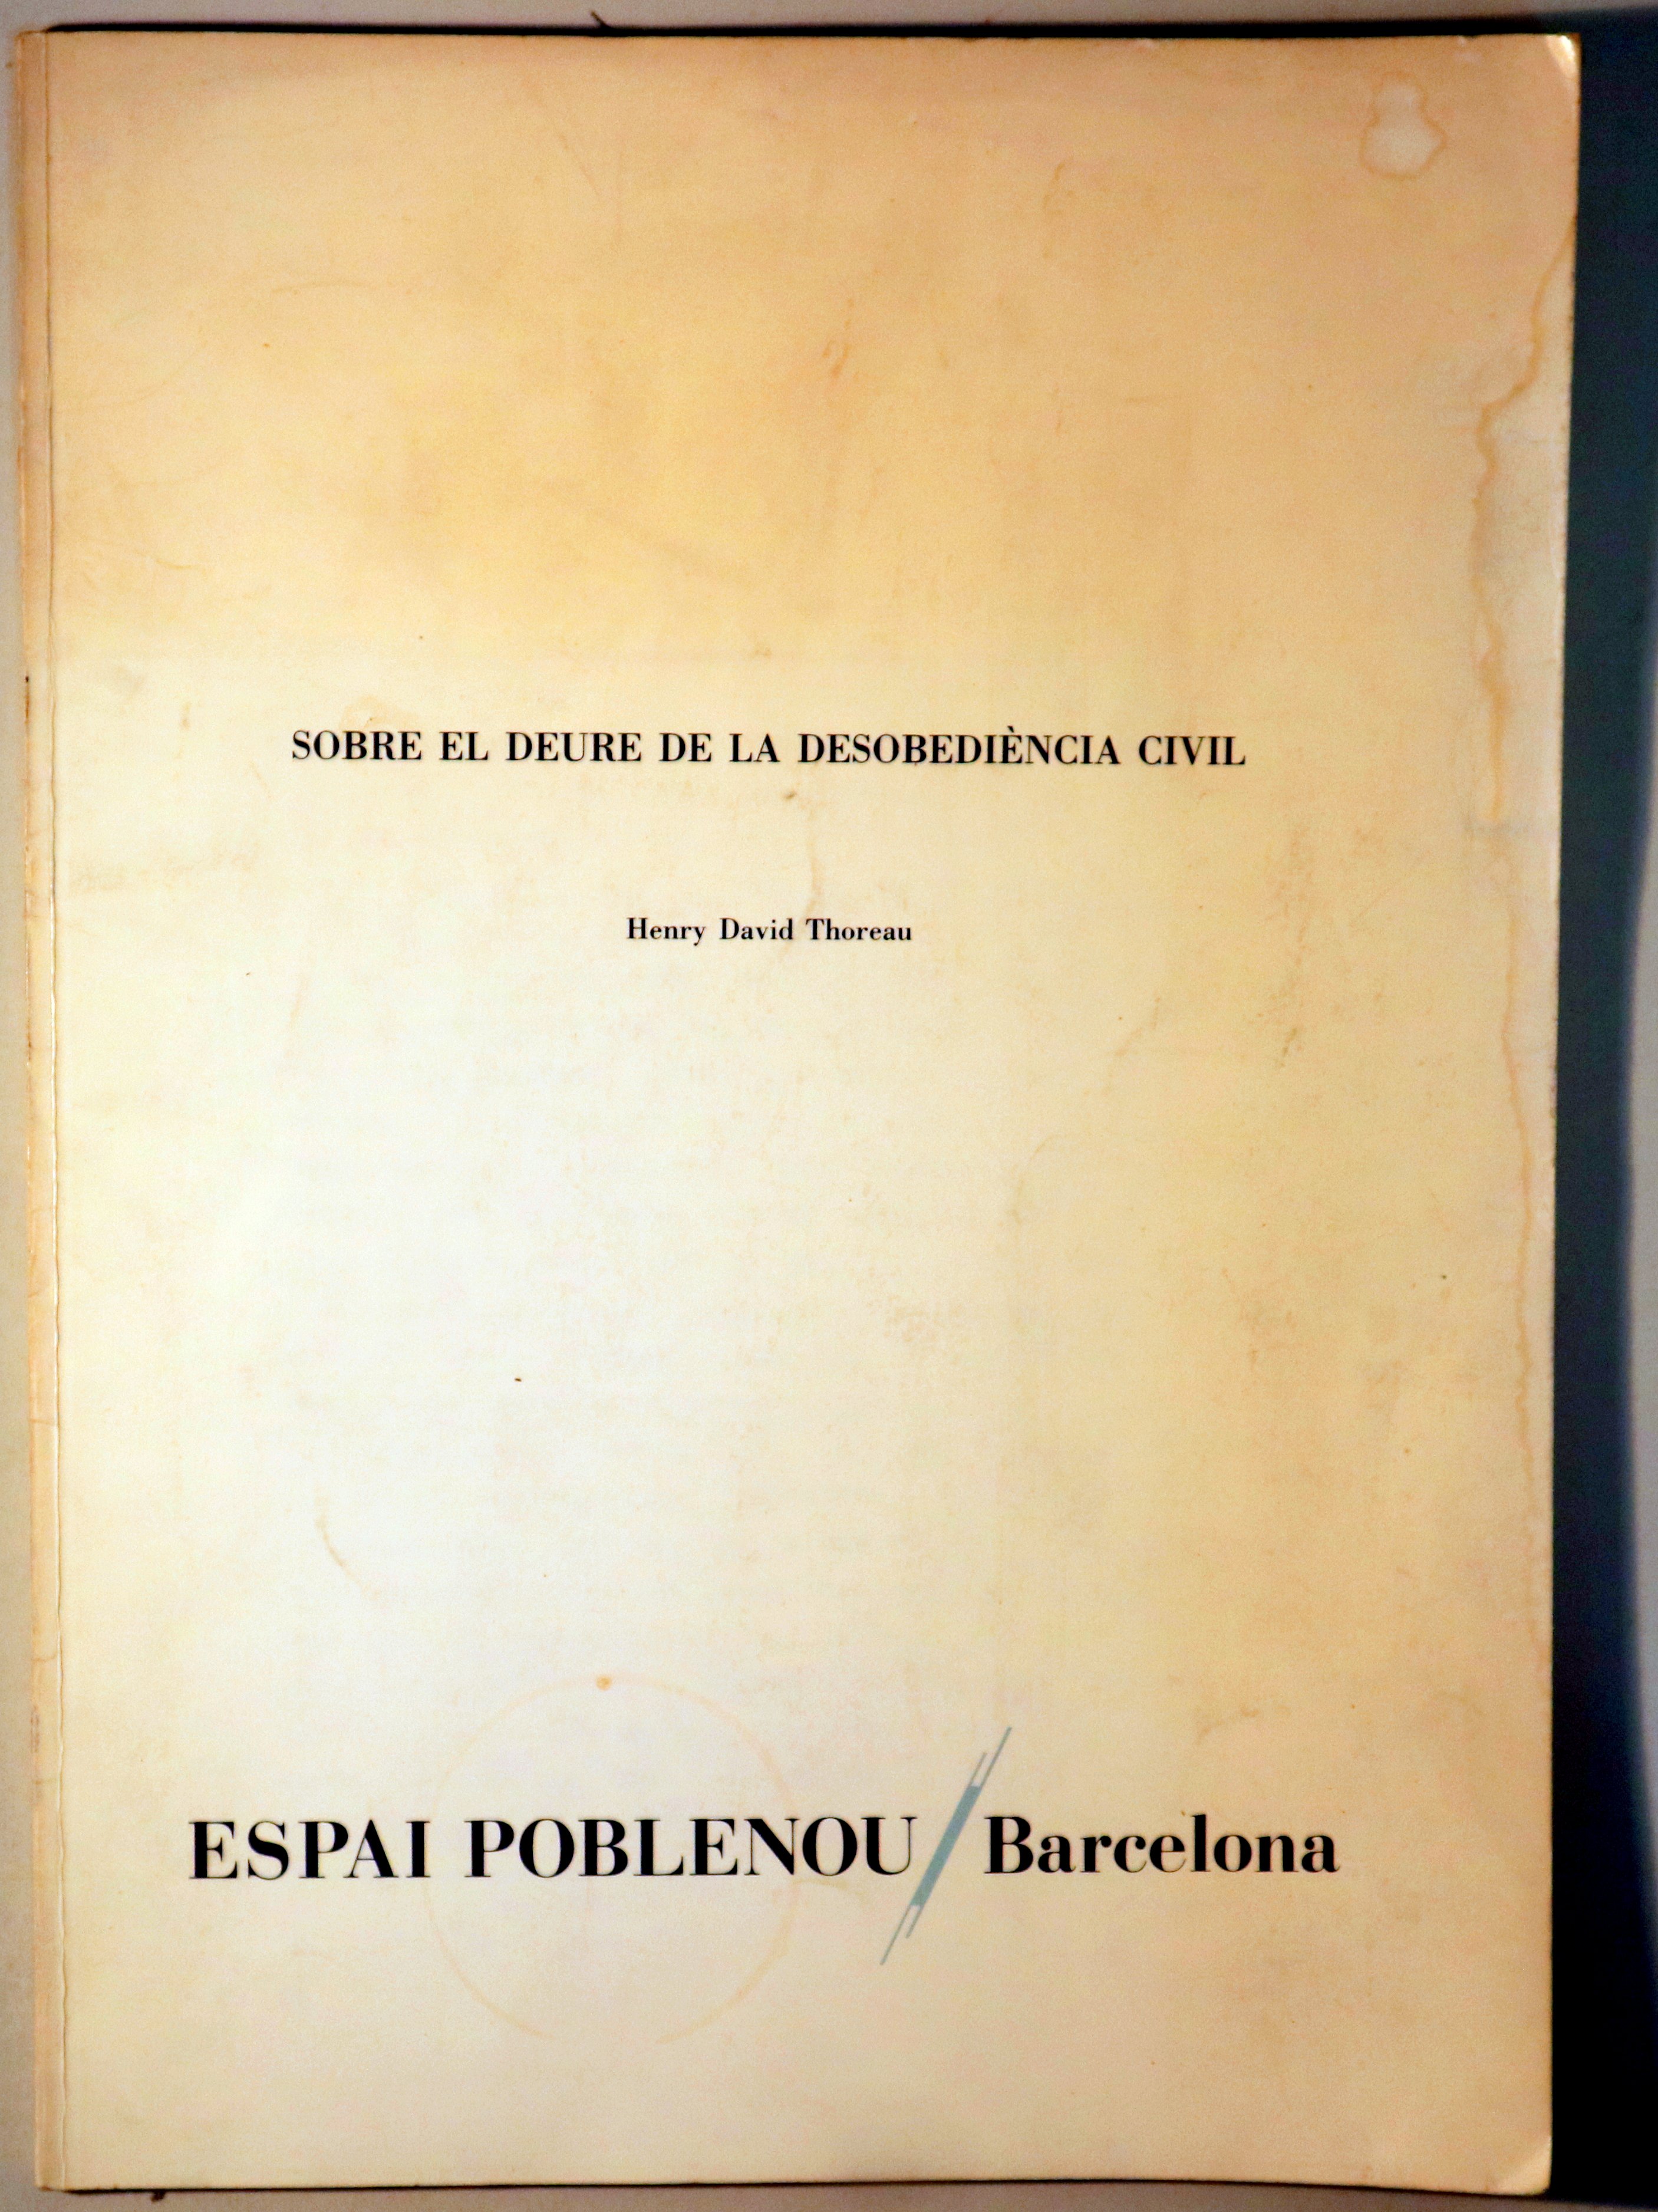 SOBRE EL DEURE DE LA DESOBEDIÈNCIA CIVIL
Henry David Thoreau
ESPAI POBLENOU / Barcelona